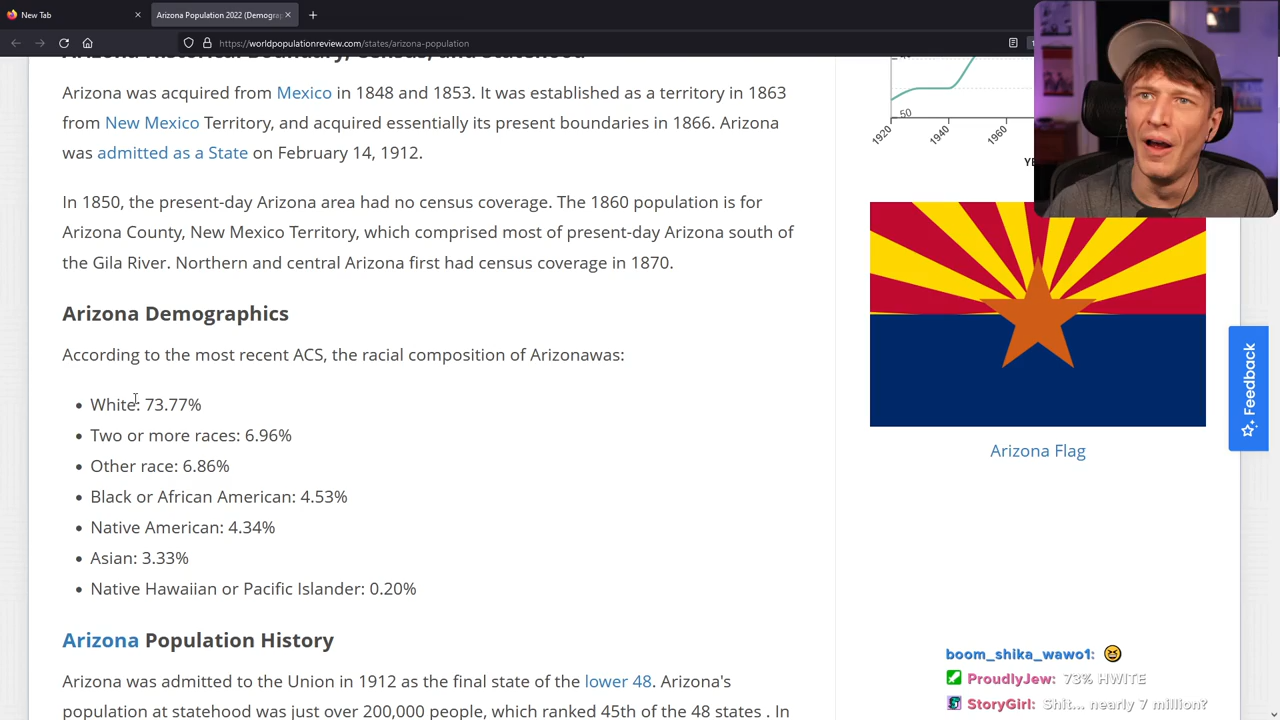 New Tab
Arizona Population 2022 (Demogra
https://worldpopulationreview.com/states/arizona-population
Arizona Historical Boundary, Census, and Statehood
Arizona was acquired from Mexico in 1848 and 1853. It was established as a territory in 1863
from New Mexico Territory, and acquired essentially its present boundaries in 1866. Arizona
was admitted as a State on February 14, 1912.
In 1850, the present-day Arizona area had no census coverage. The 1860 population is for
Arizona County, New Mexico Territory, which comprised most of present-day Arizona south of
the Gila River. Northern and central Arizona first had census coverage in 1870.
Arizona Demographics
According to the most recent ACS, the racial composition of Arizonawas:
White: 73.77%
Two or more races: 6.96%
Other race: 6.86%
Black or African American: 4.53%
Native American: 4.34%
Asian: 3.33%
Native Hawaiian or Pacific Islander: 0.20%
Arizona Population History
Arizona was admitted to the Union in 1912 as the final state of the lower 48. Arizona's
population at statehood was just over 200,000 people, which ranked 45th of the 48 states . In
50
1920
1940
1960
YE
Arizona Flag
Feedback
boom_shika_wawo1:
ProudlyJew: 73% HWITE
StoryGirl: Shit... nearly 7 million?